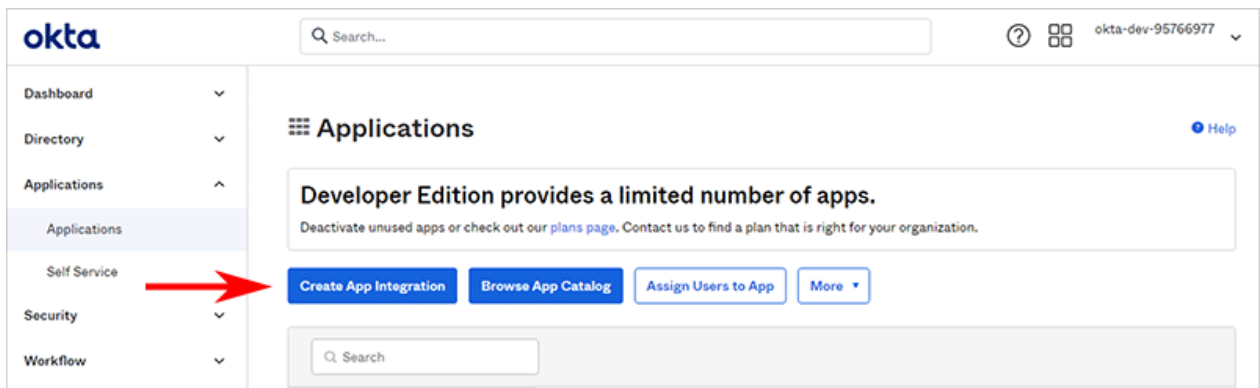 okta
Search...
okta-dev-95766977
Dashboard
Directory
Applications
Applications
Self Service
Security
Workflow
Applications
Help
Developer Edition provides a limited number of apps.
Deactivate unused apps or check out our plans page. Contact us to find a plan that is right for your organization.
Create App Integration
Browse App Catalog
Assign Users to App
More
Search